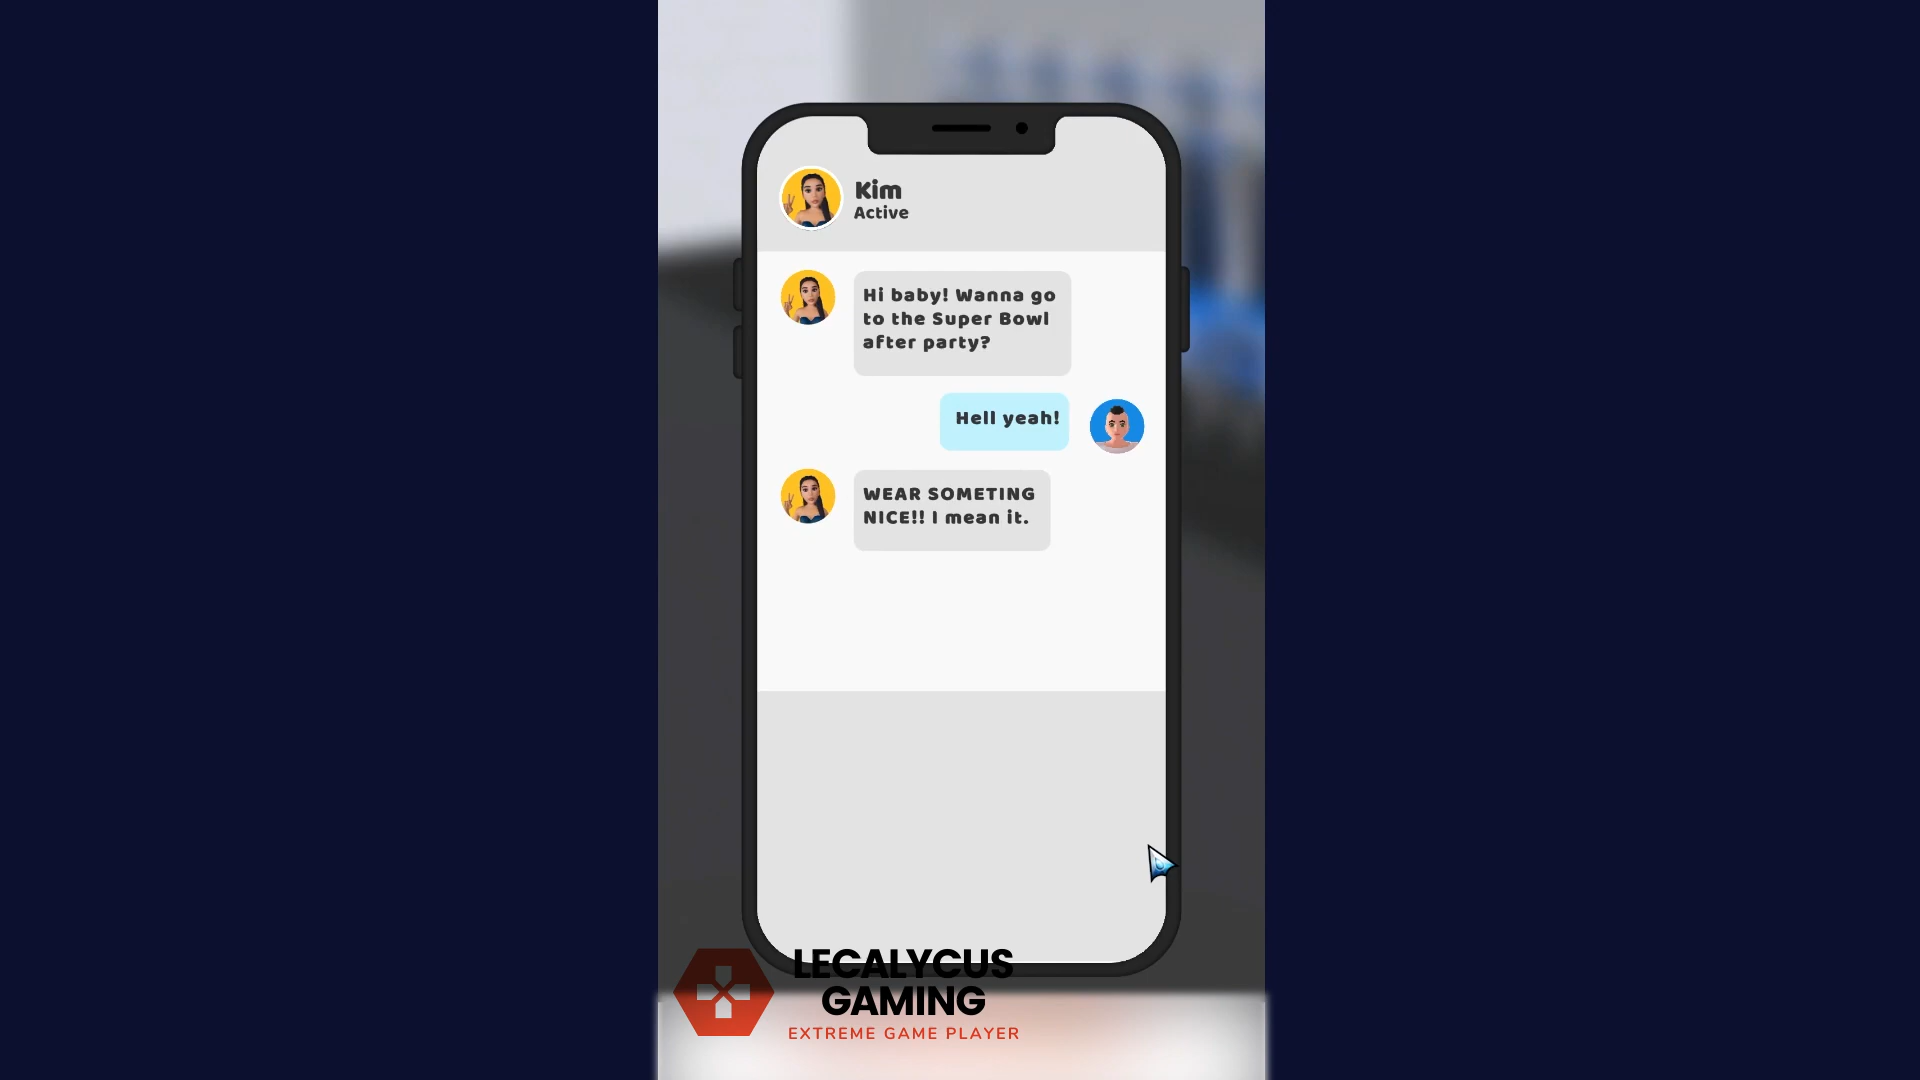 Kim
Active
Hi baby! Wanna go
to the Super Bowl
after party?
Hell yeah!
WEAR SOMETING
NICE!! I mean it.
LECALYCUS
GAMING
EXTREME GAME PLAYER